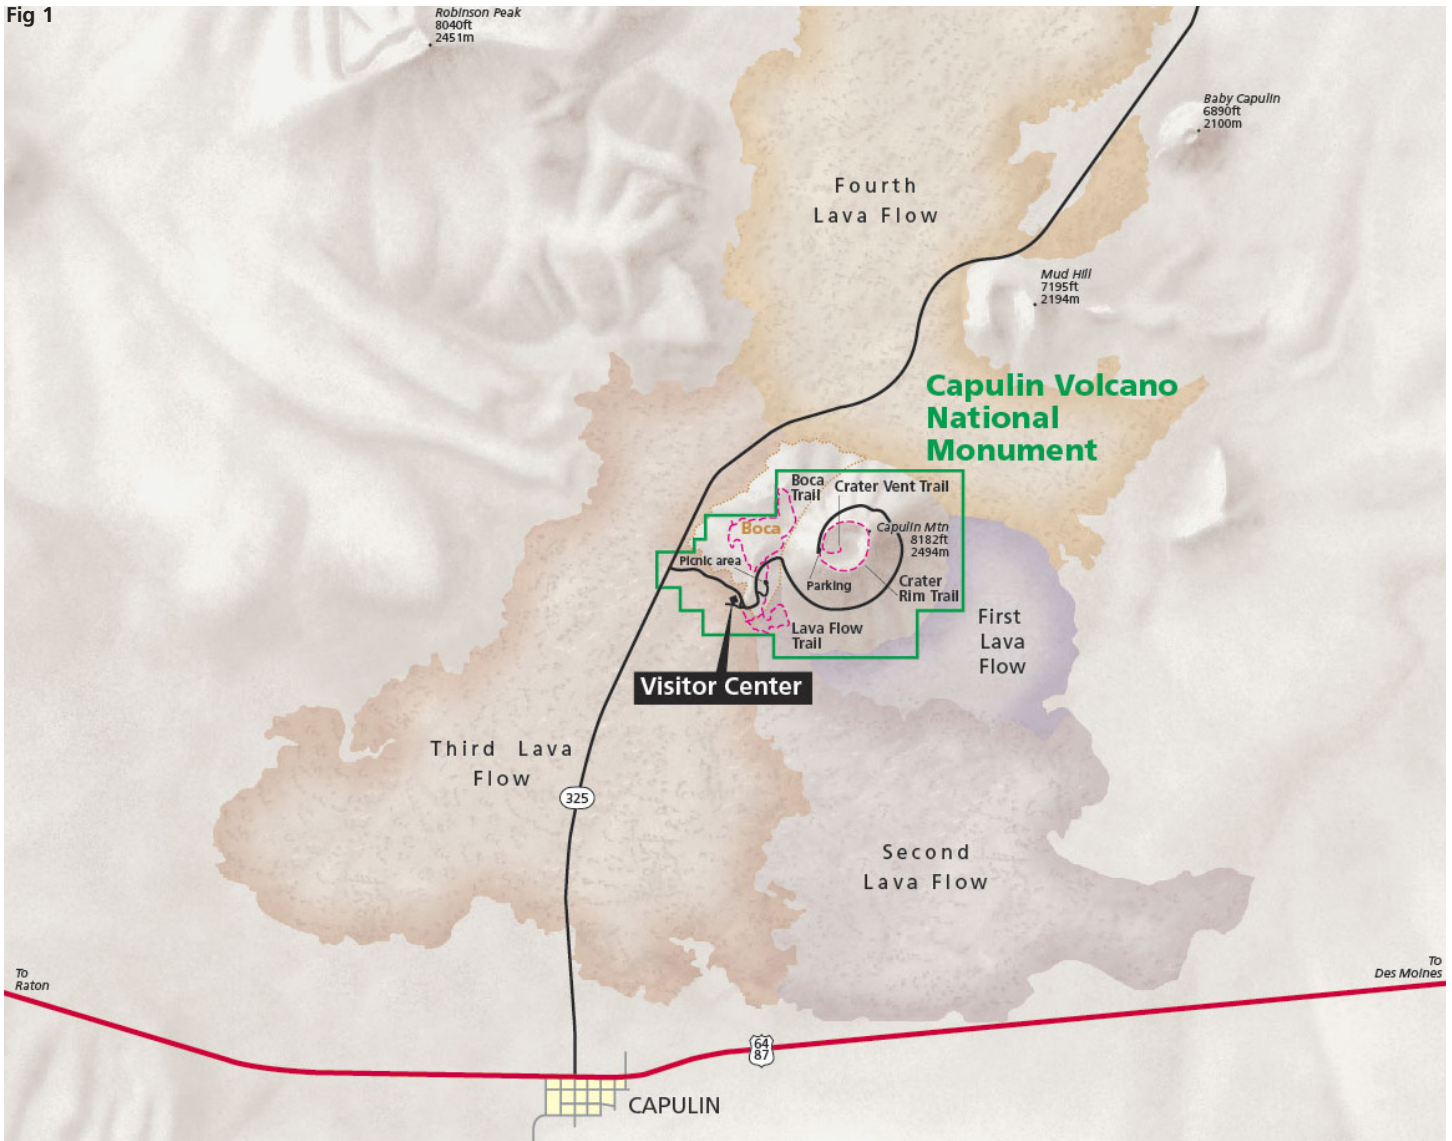 Fig 1
Robinson Peak
8040ft
2451m
Baby Capulin
6890ft
2100m
Fourth
Lava Flow
Mud Hill
7195ft
2194m
Capulin Volcano
National
Monument
Boca
Trail
Crater Vent Trail
Boca
Capulin Mtn
8182ft
2494m
Picnic area
Parking
Crater
Rim Trail
Lava Flow
Trail
First
Lava
Flow
Visitor Center
Third Lava
Flow
325
Second
Lava Flow
To
Raton
To
Des Moines
64
87
CAPULIN